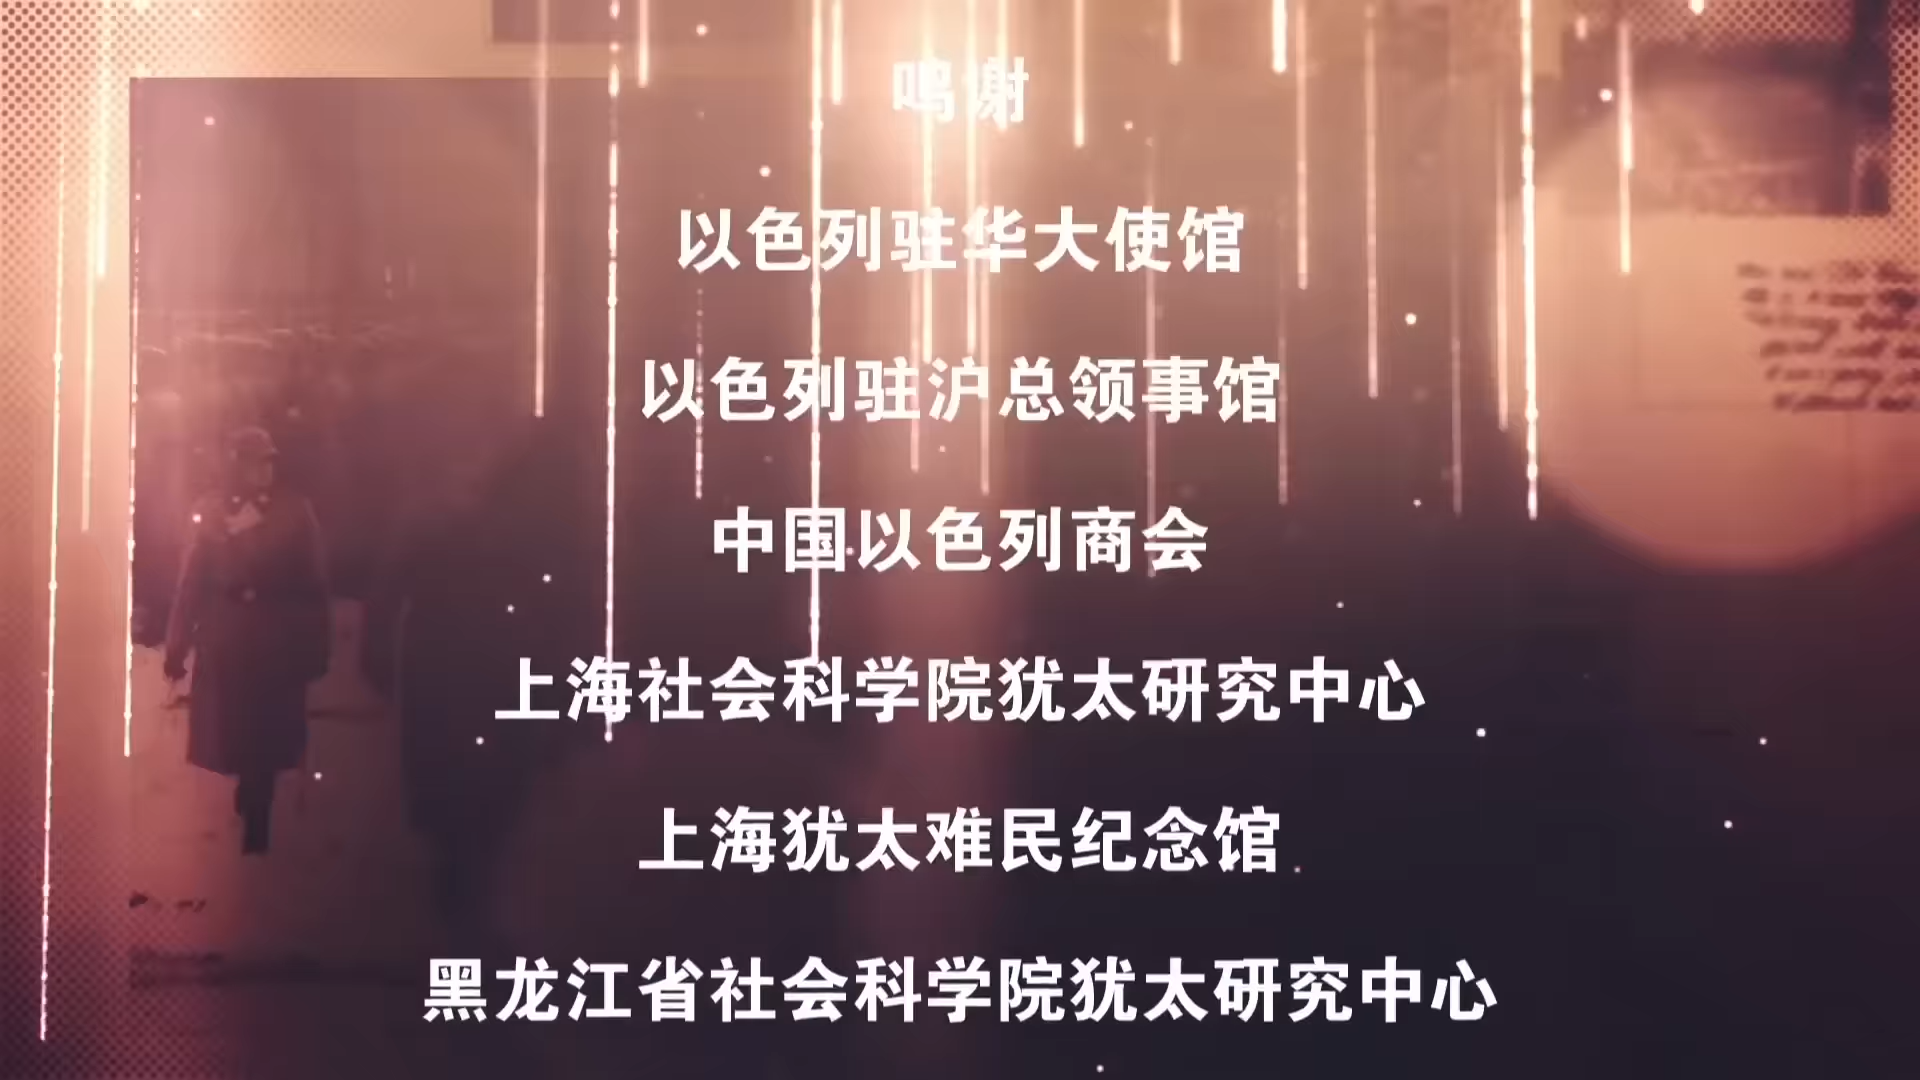 鸣谢
以色列驻华大使馆
以色列驻沪总领事馆
中国以色列商会
上海社会科学院犹太研究中心
上海犹太难民纪念馆
黑龙江省社会科学院犹太研究中心